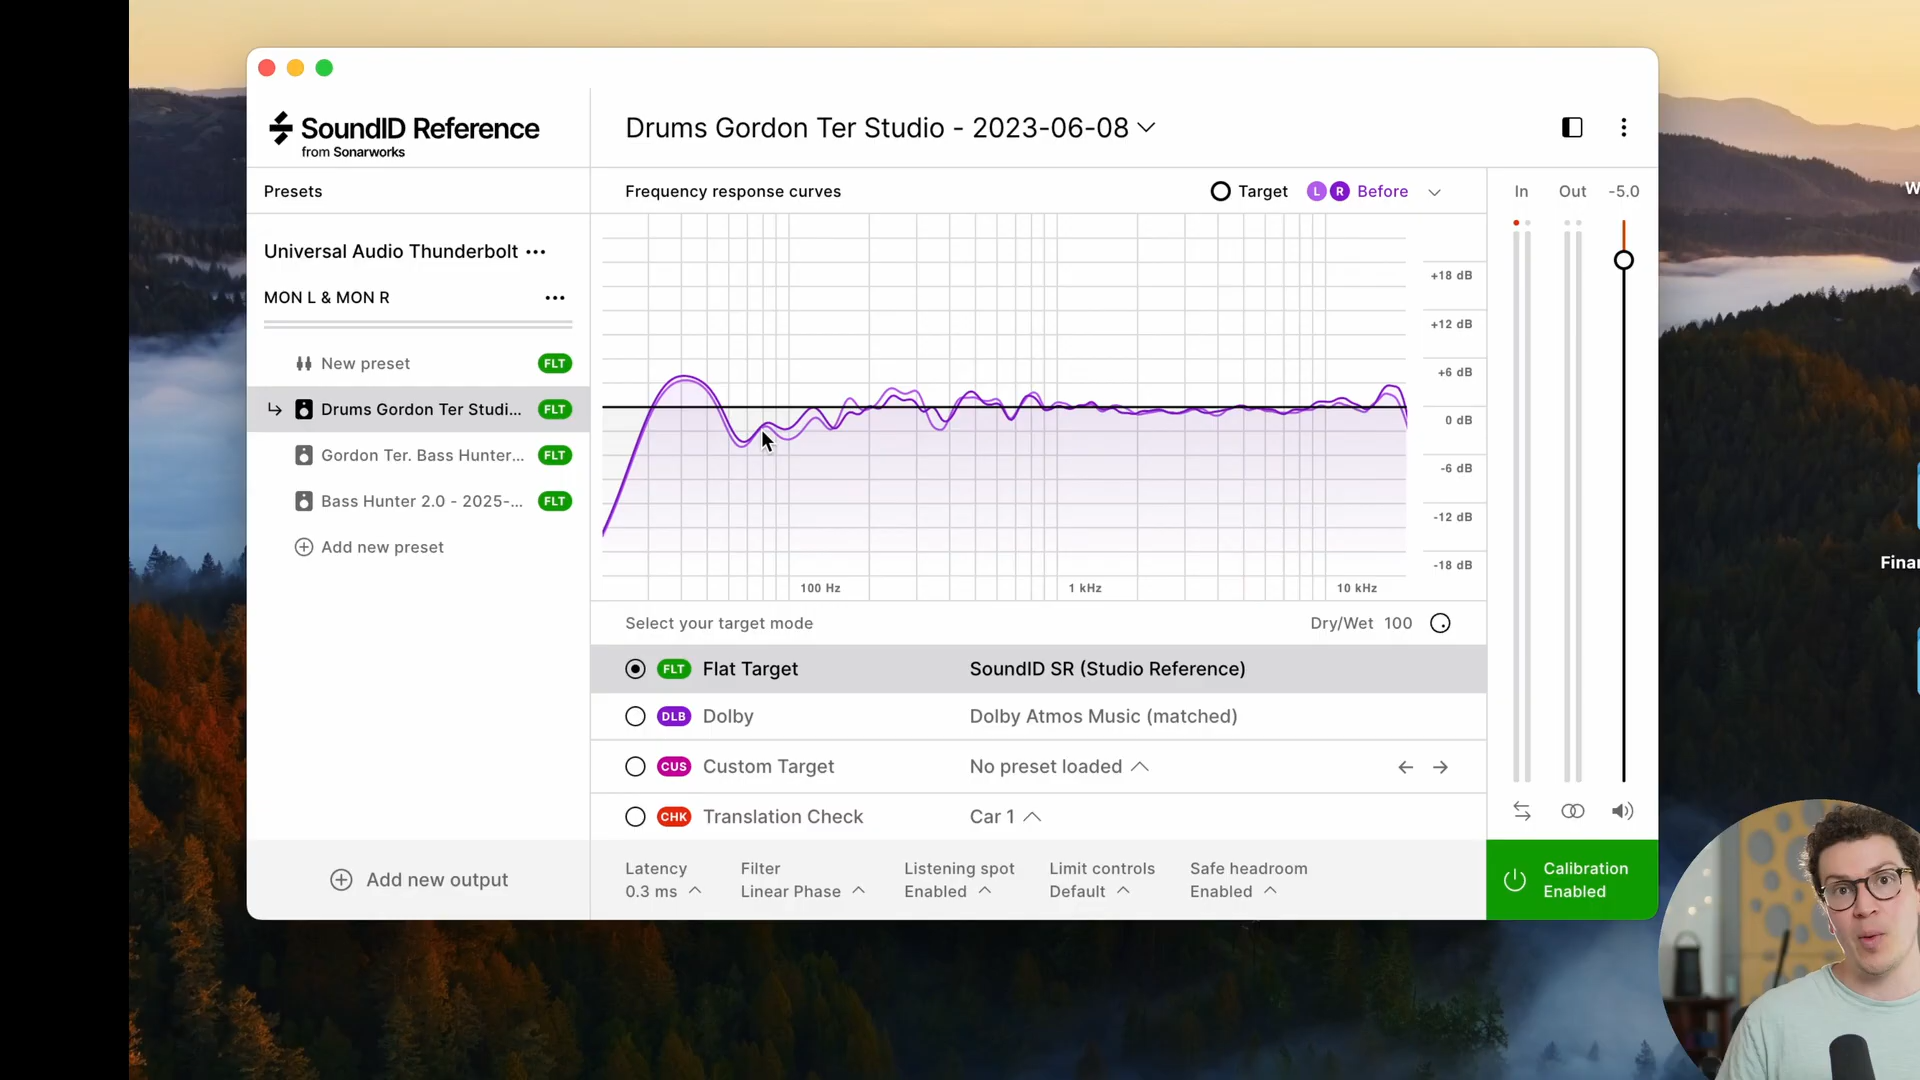 SoundID Reference
from Sonarworks
Drums Gordon Ter Studio - 2023-06-08
Presets
Frequency response curves
Target
L R Before
In
Out
-5.0
Universal Audio Thunderbolt
MON L & MON R
New preset
FLT
Drums Gordon Ter Studi...
FLT
Gordon Ter. Bass Hunter...
FLT
Bass Hunter 2.0 - 2025-...
FLT
Add new preset
+18 dB
+12 dB
+6 dB
0 dB
-6 dB
-12 dB
-18 dB
100 Hz
1 kHz
10 kHz
Select your target mode
Dry/Wet 100
FLT Flat Target
SoundID SR (Studio Reference)
DLB Dolby
Dolby Atmos Music (matched)
CUS Custom Target
No preset loaded
CHK Translation Check
Car 1
Add new output
Latency
0.3 ms
Filter
Linear Phase
Listening spot
Enabled
Limit controls
Default
Safe headroom
Enabled
Calibration
Enabled
W
Finan